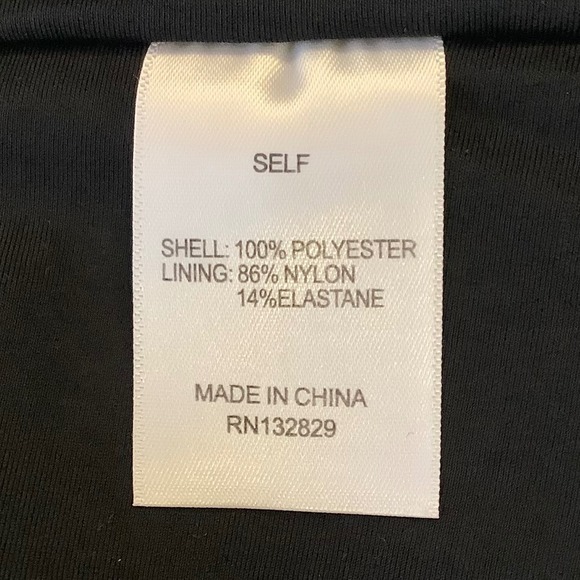 SELF
SHELL: 100% POLYESTER
LINING: 86% NYLON
14%ELASTANE
MADE IN CHINA
RN132829